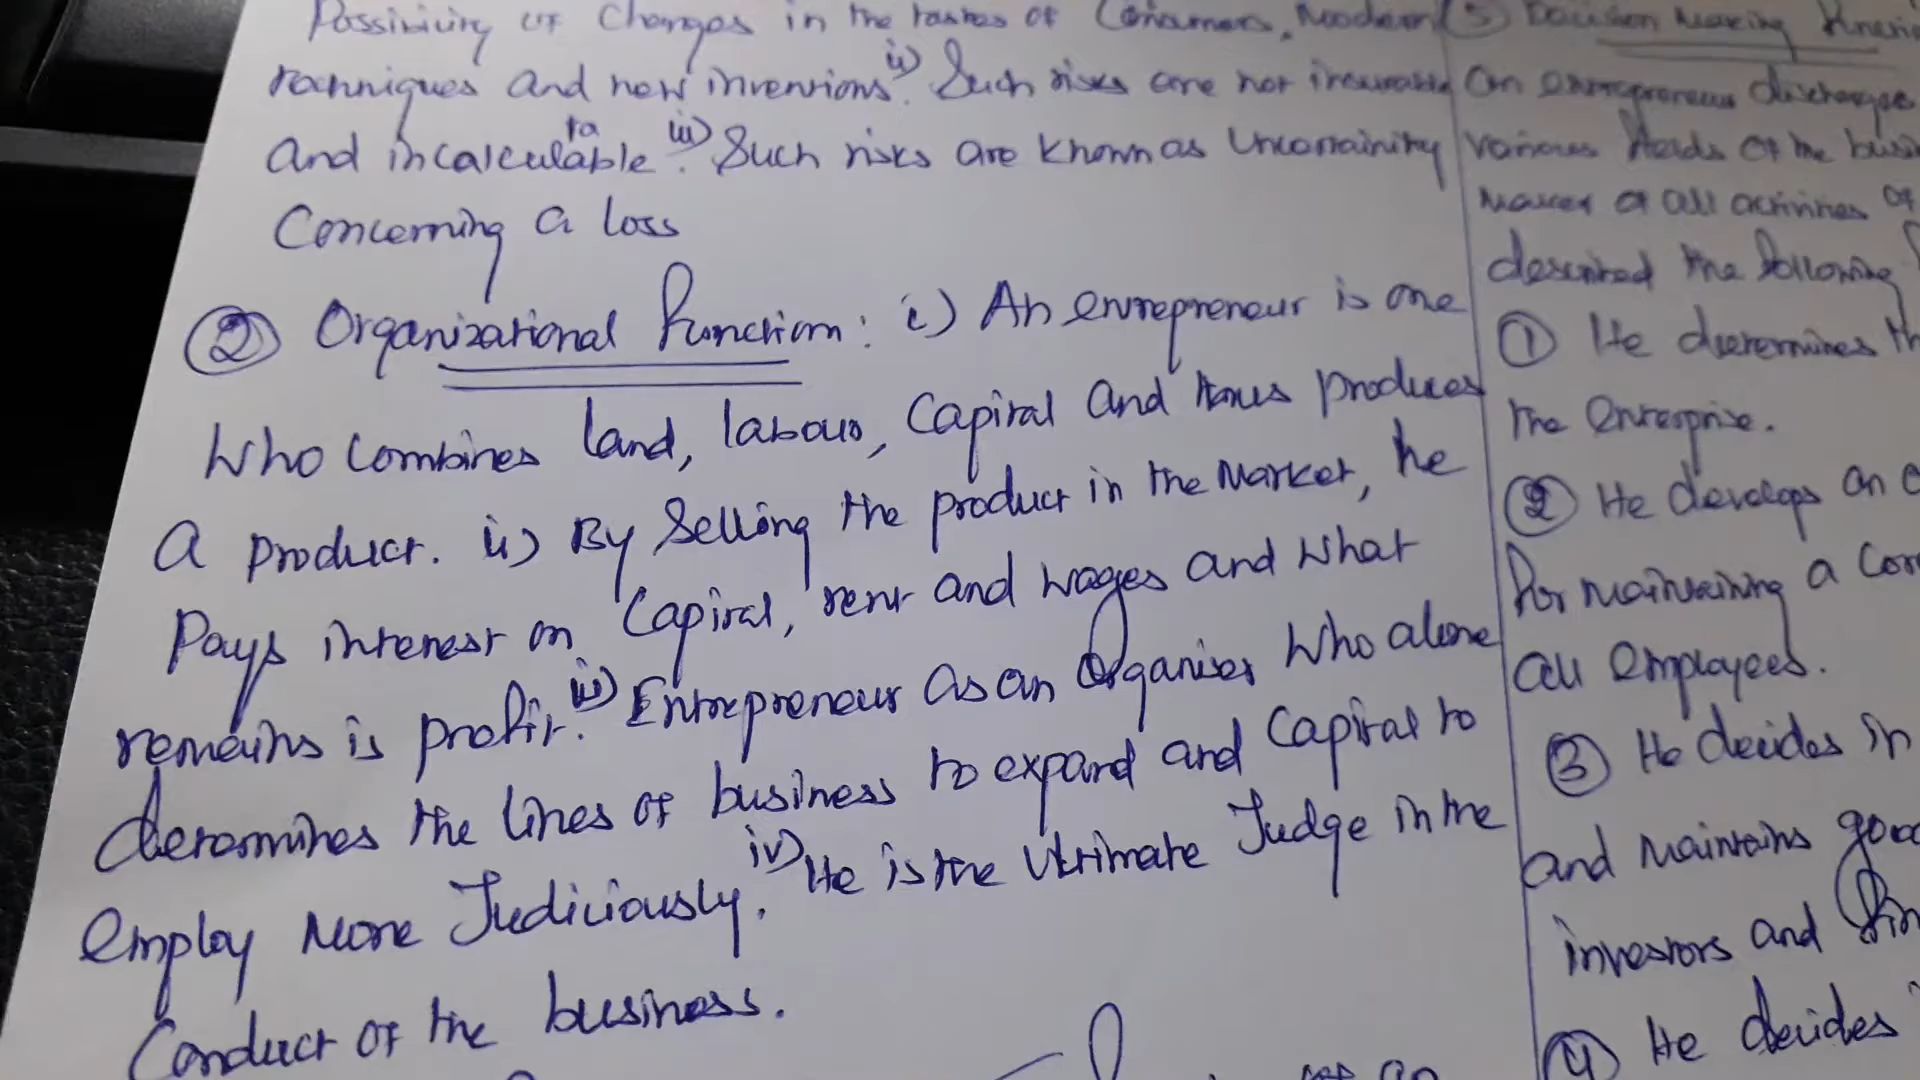 Possibility of Changes in the tastes of Consumers, Modern
techniques and new inventions. ii) Such risks are not insurable
and incalculable. iii) Such risks are known as Uncertainity
Concerning a loss
② Organizational function: i) An entrepreneur is one
Who Combines land, labour, Capital and thus produces
a product. ii) By Selling the product in the Market, he
Pays interest on Capital, rent and wages and What
remains is profit. iii) Entrepreneur as an Organiser Who alone
determines the lines of business to expand and Capital to
employ More Judiciously. iv) He is the Ultimate Judge in the
Conduct of the business.
③ Decision Making
an entrepreneur discharges
various Heads of the
Maker of all activities of
described the following
① He determines
the Enterprise.
② He develops an
for maintaining a
all employees.
③ He decides in
and Maintains good
investors and
④ He decides